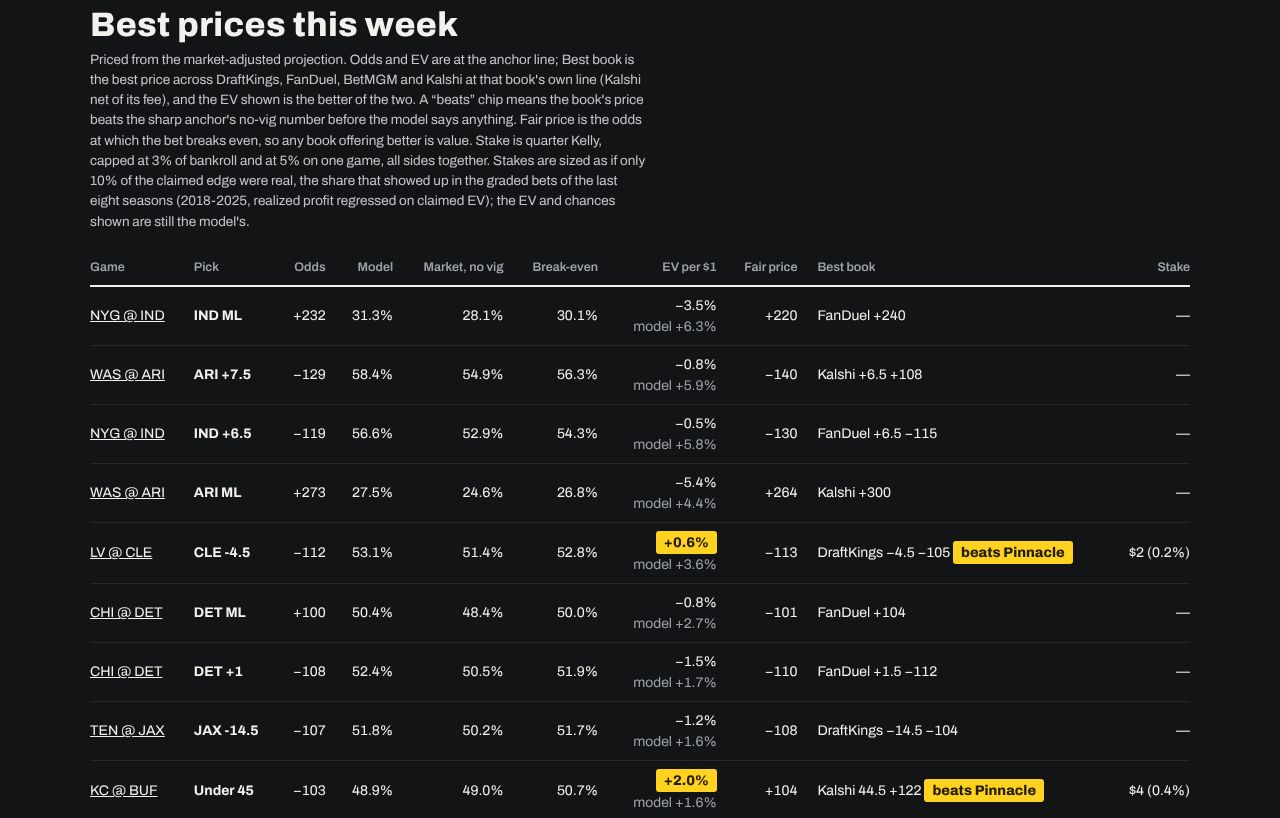 Best prices this week
Priced from the market-adjusted projection. Odds and EV are at the anchor line; Best book is
the best price across DraftKings, FanDuel, BetMGM and Kalshi at that book's own line (Kalshi
net of its fee), and the EV shown is the better of the two. A “beats” chip means the book's price
beats the sharp anchor's no-vig number before the model says anything. Fair price is the odds
at which the bet breaks even, so any book offering better is value. Stake is quarter Kelly,
capped at 3% of bankroll and at 5% on one game, all sides together. Stakes are sized as if only
10% of the claimed edge were real, the share that showed up in the graded bets of the last
eight seasons (2018-2025, realized profit regressed on claimed EV); the EV and chances
shown are still the model's.
Game Pick Odds Model Market, no vig Break-even EV per $1 Fair price Best book Stake
NYG @ IND IND ML +232 31.3% 28.1% 30.1% −3.5% +220 FanDuel +240 —
model +6.3%
WAS @ ARI ARI +7.5 −129 58.4% 54.9% 56.3% −0.8% −140 Kalshi +6.5 +108 —
model +5.9%
NYG @ IND IND +6.5 −119 56.6% 52.9% 54.3% −0.5% −130 FanDuel +6.5 −115 —
model +5.8%
WAS @ ARI ARI ML +273 27.5% 24.6% 26.8% −5.4% +264 Kalshi +300 —
model +4.4%
LV @ CLE CLE -4.5 −112 53.1% 51.4% 52.8% +0.6% −113 DraftKings −4.5 −105 beats Pinnacle $2 (0.2%)
model +3.6%
CHI @ DET DET ML +100 50.4% 48.4% 50.0% −0.8% −101 FanDuel +104 —
model +2.7%
CHI @ DET DET +1 −108 52.4% 50.5% 51.9% −1.5% −110 FanDuel +1.5 −112 —
model +1.7%
TEN @ JAX JAX -14.5 −107 51.8% 50.2% 51.7% −1.2% −108 DraftKings −14.5 −104 —
model +1.6%
KC @ BUF Under 45 −103 48.9% 49.0% 50.7% +2.0% +104 Kalshi 44.5 +122 beats Pinnacle $4 (0.4%)
model +1.6%